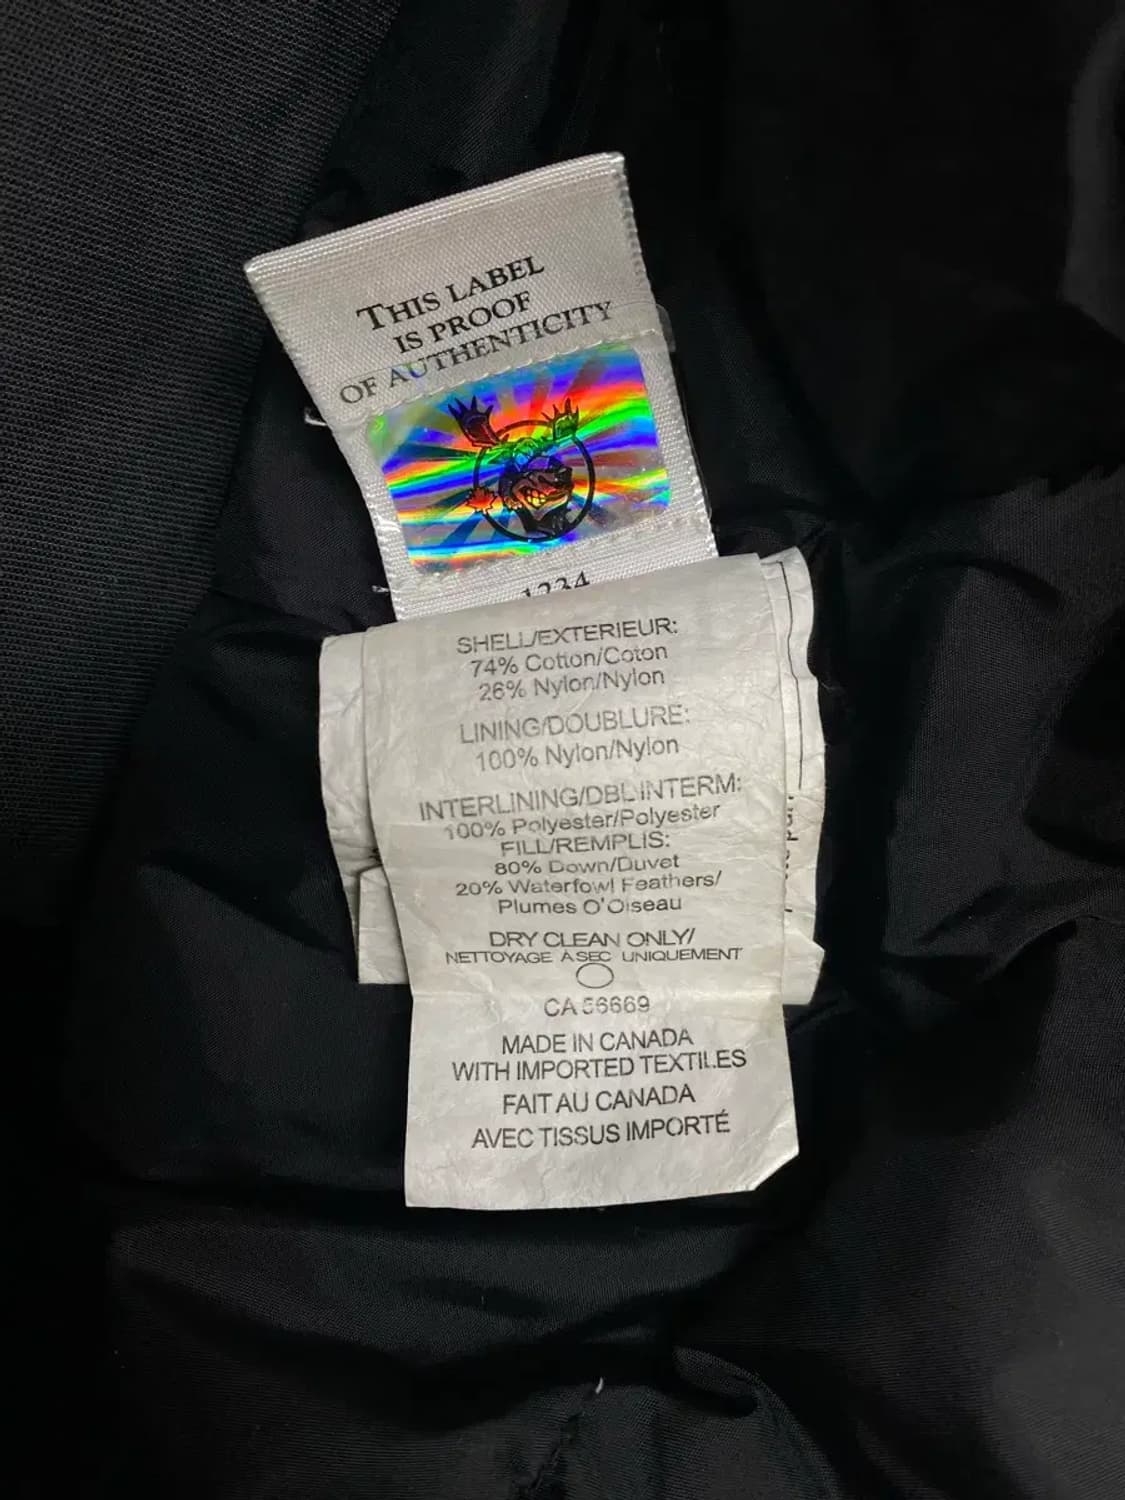 THIS LABEL
IS PROOF
OF AUTHENTICITY
1234
SHELL/EXTERIEUR:
74% Cotton/Coton
26% Nylon/Nylon
LINING/DOUBLURE:
100% Nylon/Nylon
INTERLINING/DBL.INTERM:
100% Polyester/Polyester
FILL/REMPLIS:
80% Down/Duvet
20% Waterfowl Feathers/
Plumes O'Oiseau
DRY CLEAN ONLY/
NETTOYAGE A SEC UNIQUEMENT
CA 56669
MADE IN CANADA
WITH IMPORTED TEXTILES
FAIT AU CANADA
AVEC TISSUS IMPORTÉ